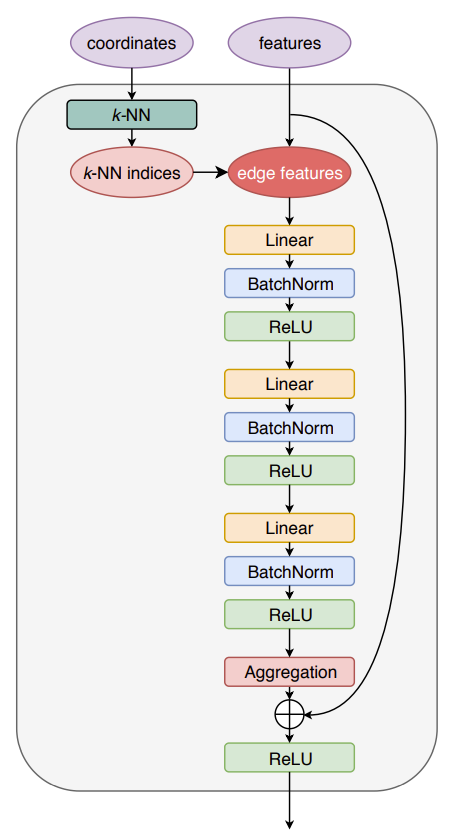 coordinates
features
k-NN
k-NN indices
edge features
Linear
BatchNorm
ReLU
Linear
BatchNorm
ReLU
Linear
BatchNorm
ReLU
Aggregation
ReLU